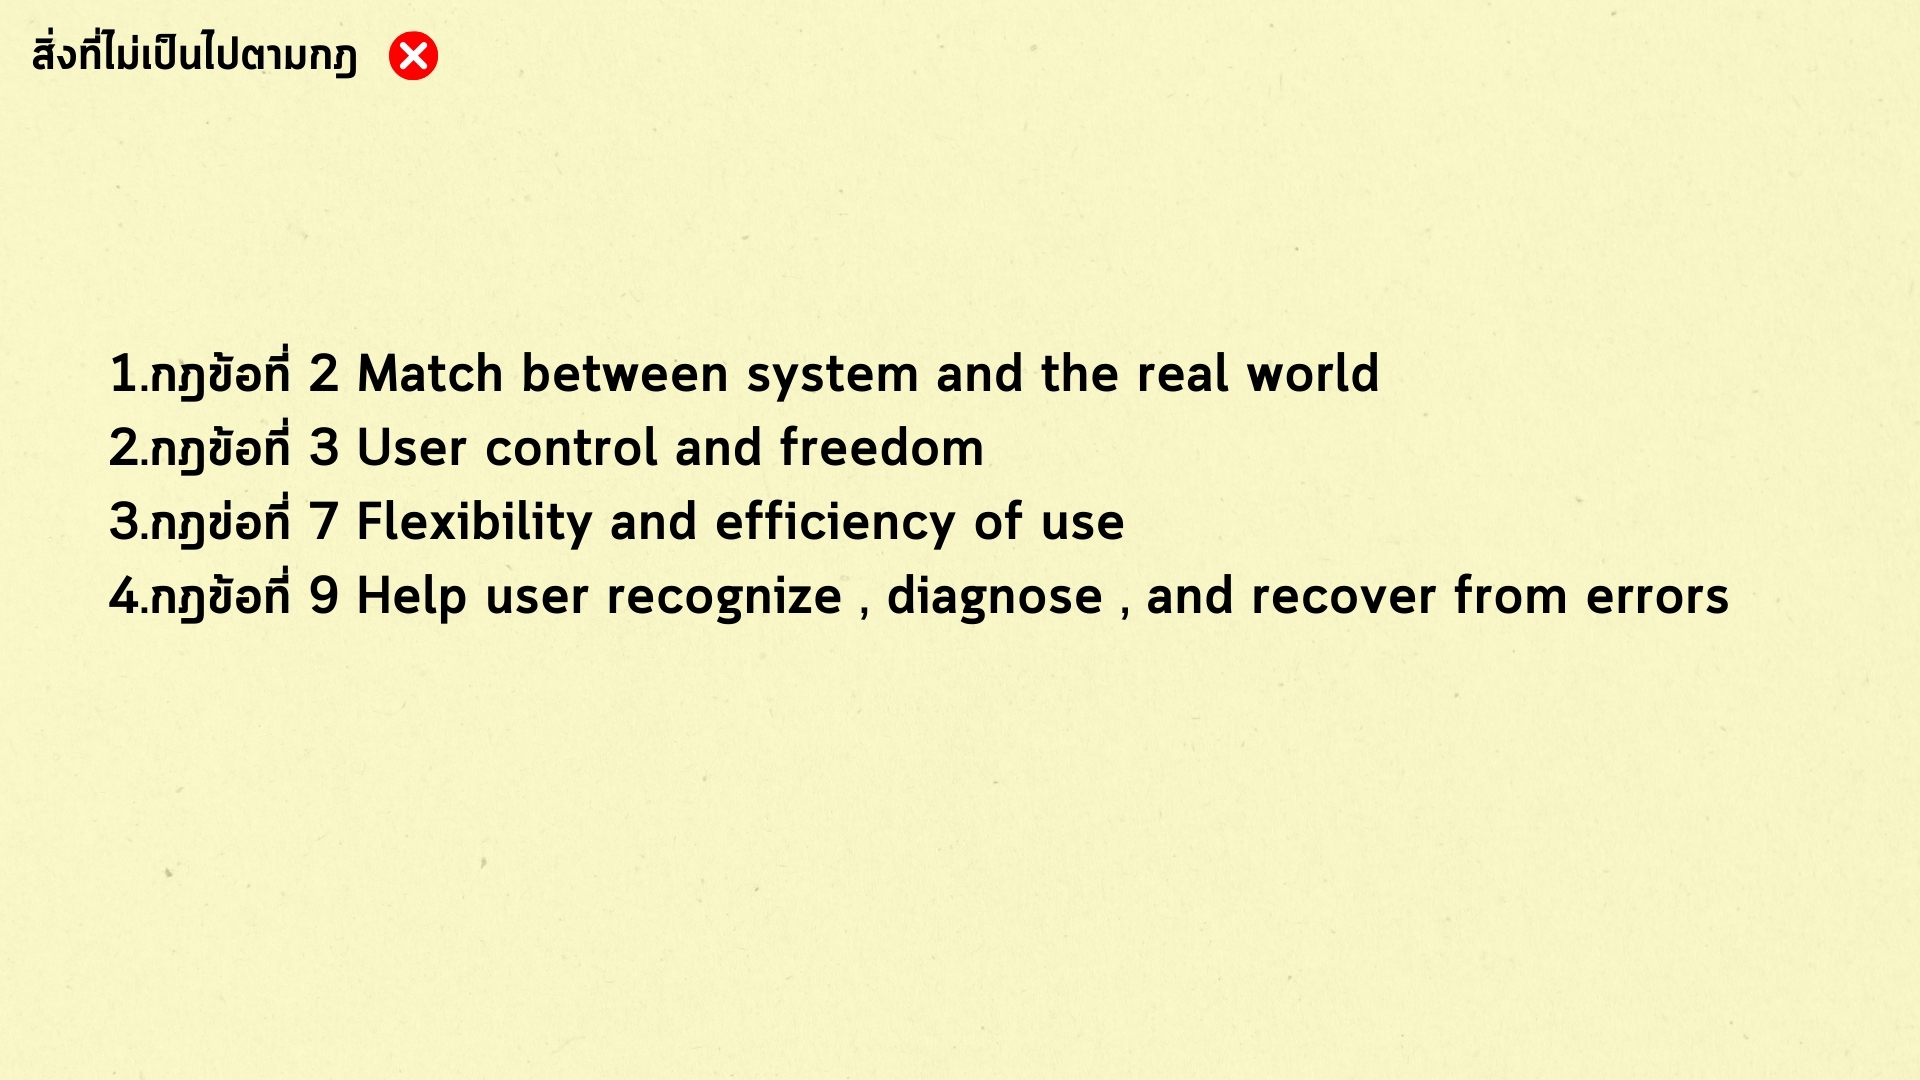 สิ่งที่ไม่เป็นไปตามกฎ
1.กฎข้อที่ 2 Match between system and the real world
2.กฎข้อที่ 3 User control and freedom
3.กฎข่อที่ 7 Flexibility and efficiency of use
4.กฎข้อที่ 9 Help user recognize , diagnose , and recover from errors